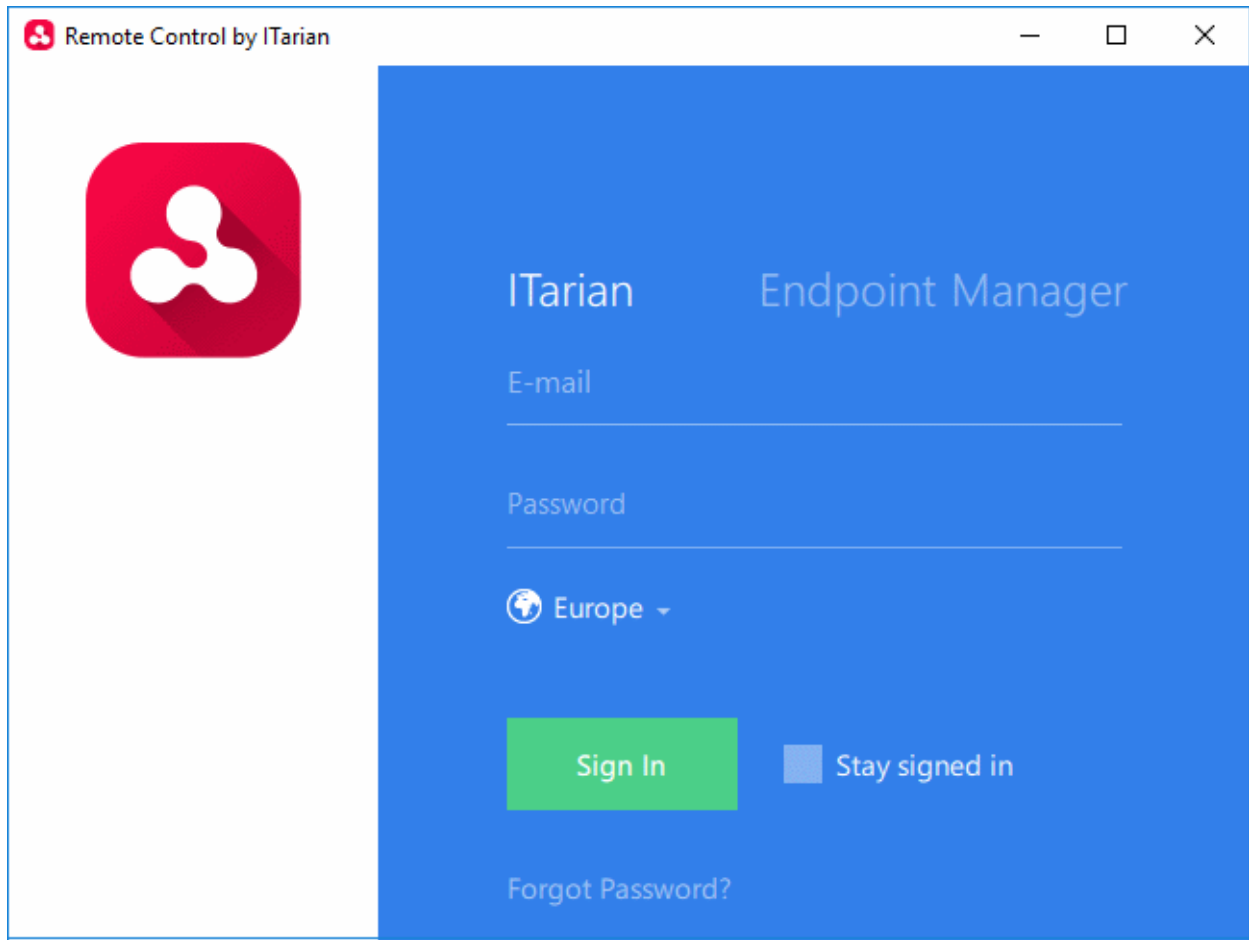 Remote Control by ITarian
ITarian Endpoint Manager
E-mail
Password
Europe
Sign In Stay signed in
Forgot Password?